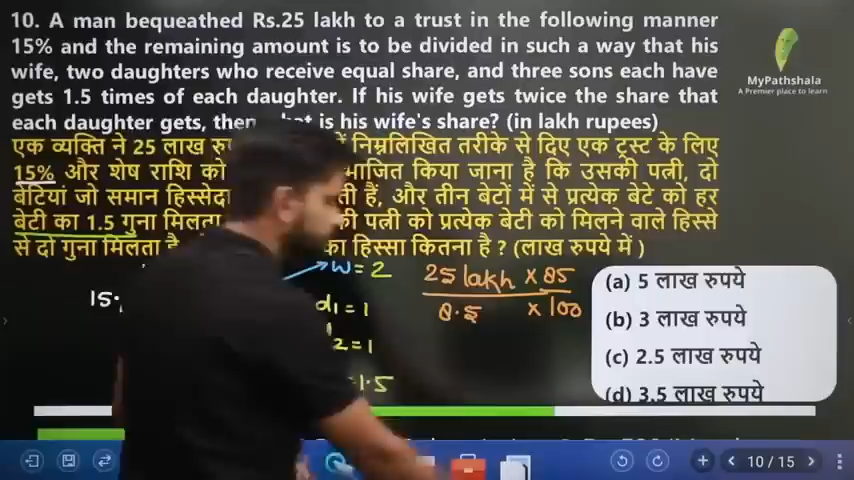 10. A man bequeathed Rs.25 lakh to a trust in the following manner
15% and the remaining amount is to be divided in such a way that his
wife, two daughters who receive equal share, and three sons each have
gets 1.5 times of each daughter. If his wife gets twice the share that
each daughter gets, then is his wife's share? (in lakh rupees)
एक व्यक्ति ने 25 लाख में निम्नलिखित तरीके से दिए एक ट्रस्ट के लिए
15% और शेष राशि को किया जाना है कि उसकी पत्नी, दो
बेटियां जो समान हैं, और तीन बेटों में से प्रत्येक बेटे को हर
बेटी का 1.5 गुना पत्नी को प्रत्येक बेटी को मिलने वाले हिस्से
से दो गुना मिलता का हिस्सा कितना है ? (लाख रुपये में )
MyPathshala
A Premier place to learn
W = 2
d1 = 1
2 = 1
= 1.5
25 lakh × 85
8.5 × 100
(a) 5 लाख रुपये
(b) 3 लाख रुपये
(c) 2.5 लाख रुपये
(d) 3.5 लाख रुपये
10 / 15